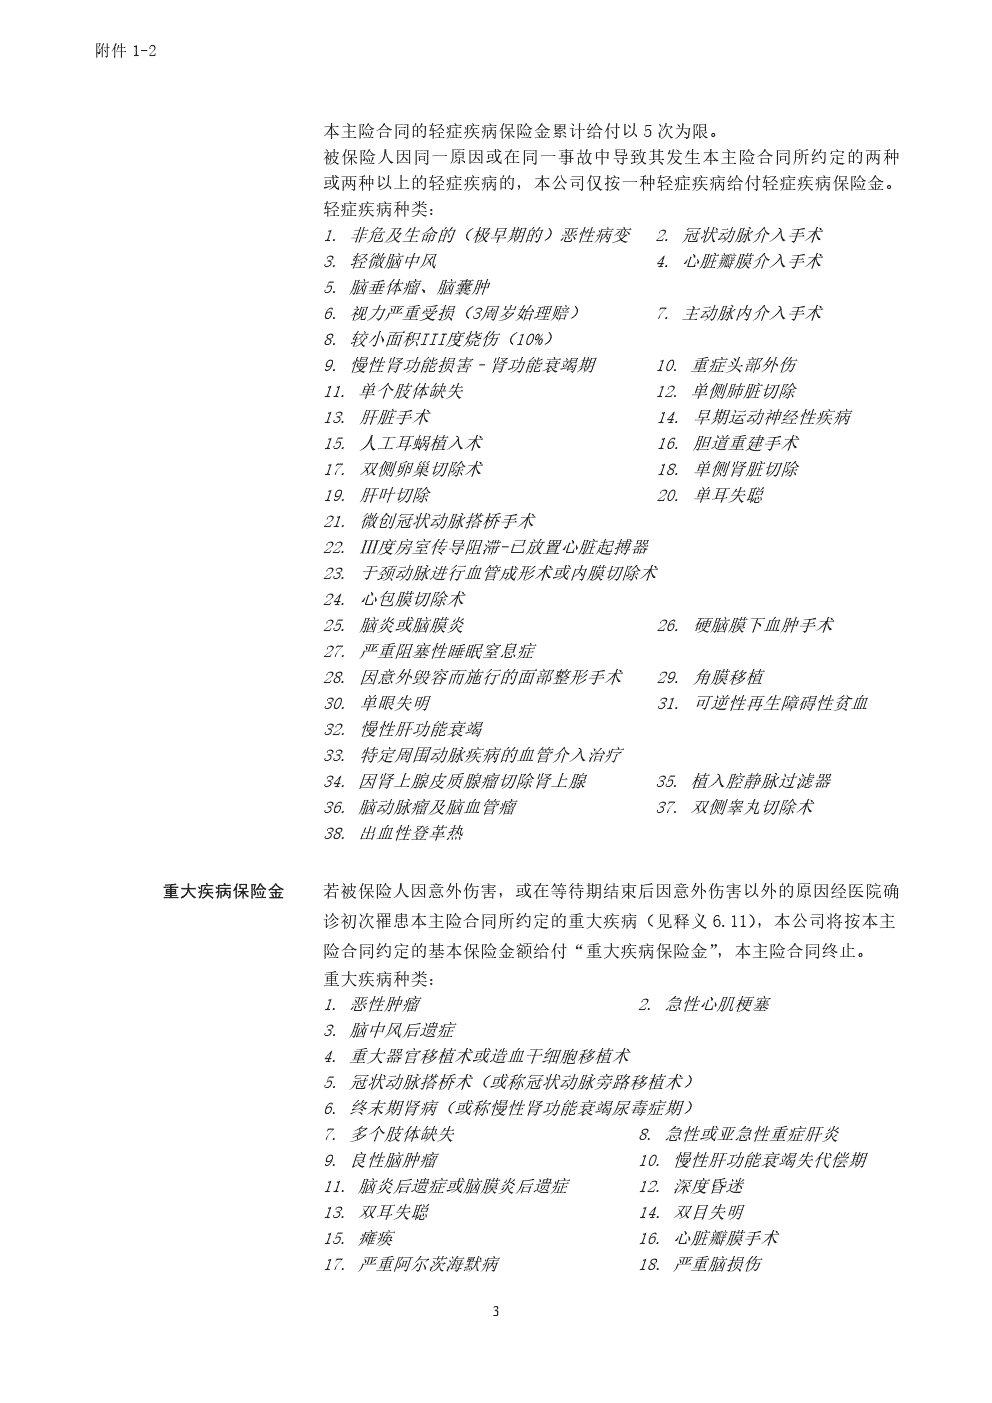 附件 1-2
本主险合同的轻症疾病保险金累计给付以 5 次为限。
被保险人因同一原因或在同一事故中导致其发生本主险合同所约定的两种
或两种以上的轻症疾病的，本公司仅按一种轻症疾病给付轻症疾病保险金。
轻症疾病种类：
1. 非危及生命的（极早期的）恶性病变 2. 冠状动脉介入手术
3. 轻微脑中风 4. 心脏瓣膜介入手术
5. 脑垂体瘤、脑囊肿
6. 视力严重受损（3周岁始理赔） 7. 主动脉内介入手术
8. 较小面积III度烧伤（10%）
9. 慢性肾功能损害–肾功能衰竭期 10. 重症头部外伤
11. 单个肢体缺失 12. 单侧肺脏切除
13. 肝脏手术 14. 早期运动神经性疾病
15. 人工耳蜗植入术 16. 胆道重建手术
17. 双侧卵巢切除术 18. 单侧肾脏切除
19. 肝叶切除 20. 单耳失聪
21. 微创冠状动脉搭桥手术
22. Ⅲ度房室传导阻滞-已放置心脏起搏器
23. 于颈动脉进行血管成形术或内膜切除术
24. 心包膜切除术
25. 脑炎或脑膜炎 26. 硬脑膜下血肿手术
27. 严重阻塞性睡眠窒息症
28. 因意外毁容而施行的面部整形手术 29. 角膜移植
30. 单眼失明 31. 可逆性再生障碍性贫血
32. 慢性肝功能衰竭
33. 特定周围动脉疾病的血管介入治疗
34. 因肾上腺皮质腺瘤切除肾上腺 35. 植入腔静脉过滤器
36. 脑动脉瘤及脑血管瘤 37. 双侧睾丸切除术
38. 出血性登革热
重大疾病保险金 若被保险人因意外伤害，或在等待期结束后因意外伤害以外的原因经医院确
诊初次罹患本主险合同所约定的重大疾病（见释义 6.11），本公司将按本主
险合同约定的基本保险金额给付“重大疾病保险金”，本主险合同终止。
重大疾病种类：
1. 恶性肿瘤 2. 急性心肌梗塞
3. 脑中风后遗症
4. 重大器官移植术或造血干细胞移植术
5. 冠状动脉搭桥术（或称冠状动脉旁路移植术）
6. 终末期肾病（或称慢性肾功能衰竭尿毒症期）
7. 多个肢体缺失 8. 急性或亚急性重症肝炎
9. 良性脑肿瘤 10. 慢性肝功能衰竭失代偿期
11. 脑炎后遗症或脑膜炎后遗症 12. 深度昏迷
13. 双耳失聪 14. 双目失明
15. 瘫痪 16. 心脏瓣膜手术
17. 严重阿尔茨海默病 18. 严重脑损伤
3